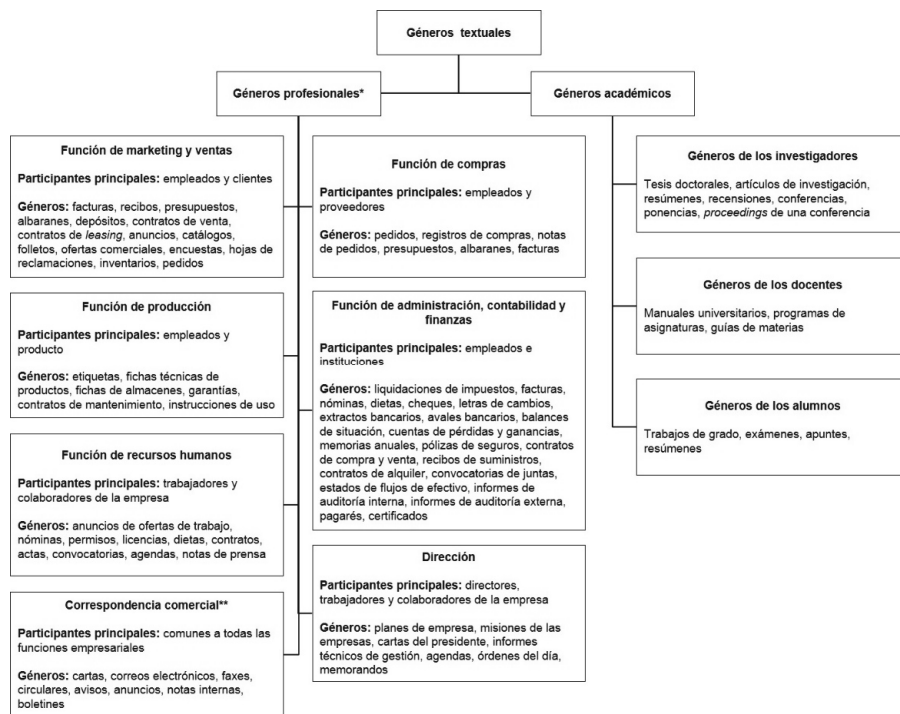 Géneros textuales
Géneros profesionales*
Géneros académicos
Función de marketing y ventas
Participantes principales: empleados y clientes
Géneros: facturas, recibos, presupuestos,
albaranes, depósitos, contratos de venta,
contratos de leasing, anuncios, catálogos,
folletos, ofertas comerciales, encuestas, hojas de
reclamaciones, inventarios, pedidos
Función de compras
Participantes principales: empleados y
proveedores
Géneros: pedidos, registros de compras, notas
de pedidos, presupuestos, albaranes, facturas
Géneros de los investigadores
Tesis doctorales, artículos de investigación,
resúmenes, recensiones, conferencias,
ponencias, proceedings de una conferencia
Función de producción
Participantes principales: empleados y
producto
Géneros: etiquetas, fichas técnicas de
productos, fichas de almacenes, garantías,
contratos de mantenimiento, instrucciones de uso
Función de administración, contabilidad y
finanzas
Participantes principales: empleados e
instituciones
Géneros: liquidaciones de impuestos, facturas,
nóminas, dietas, cheques, letras de cambios,
extractos bancarios, avales bancarios, balances
de situación, cuentas de pérdidas y ganancias,
memorias anuales, pólizas de seguros, contratos
de compra y venta, recibos de suministros,
contratos de alquiler, convocatorias de juntas,
estados de flujos de efectivo, informes de
auditoría interna, informes de auditoría externa,
pagarés, certificados
Géneros de los docentes
Manuales universitarios, programas de
asignaturas, guías de materias
Géneros de los alumnos
Trabajos de grado, exámenes, apuntes,
resúmenes
Función de recursos humanos
Participantes principales: trabajadores y
colaboradores de la empresa
Géneros: anuncios de ofertas de trabajo,
nóminas, permisos, licencias, dietas, contratos,
actas, convocatorias, agendas, notas de prensa
Dirección
Participantes principales: directores,
trabajadores y colaboradores de la empresa
Géneros: planes de empresa, misiones de las
empresas, cartas del presidente, informes
técnicos de gestión, agendas, órdenes del día,
memorandos
Correspondencia comercial**
Participantes principales: comunes a todas las
funciones empresariales
Géneros: cartas, correos electrónicos, faxes,
circulares, avisos, anuncios, notas internas,
boletines